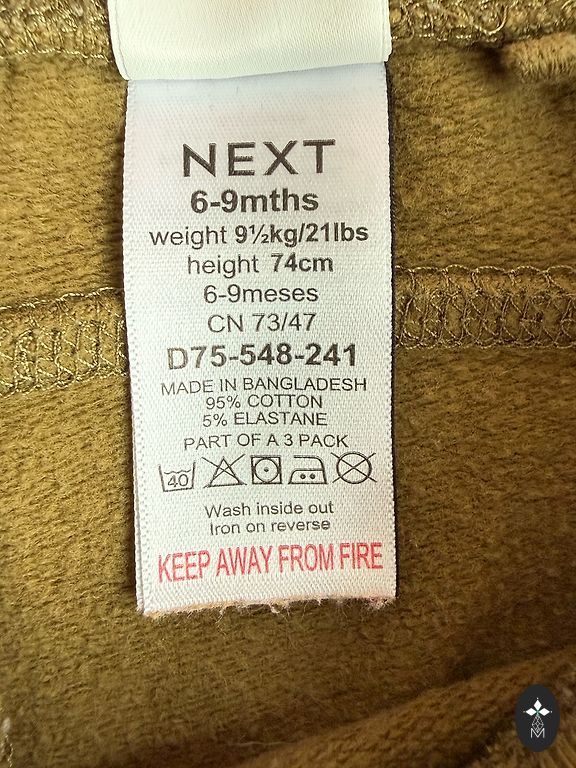 NEXT
6-9mths
weight 9½kg/21lbs
height 74cm
6-9meses
CN 73/47
D75-548-241
MADE IN BANGLADESH
95% COTTON
5% ELASTANE
PART OF A 3 PACK
40
Wash inside out
Iron on reverse
KEEP AWAY FROM FIRE
M